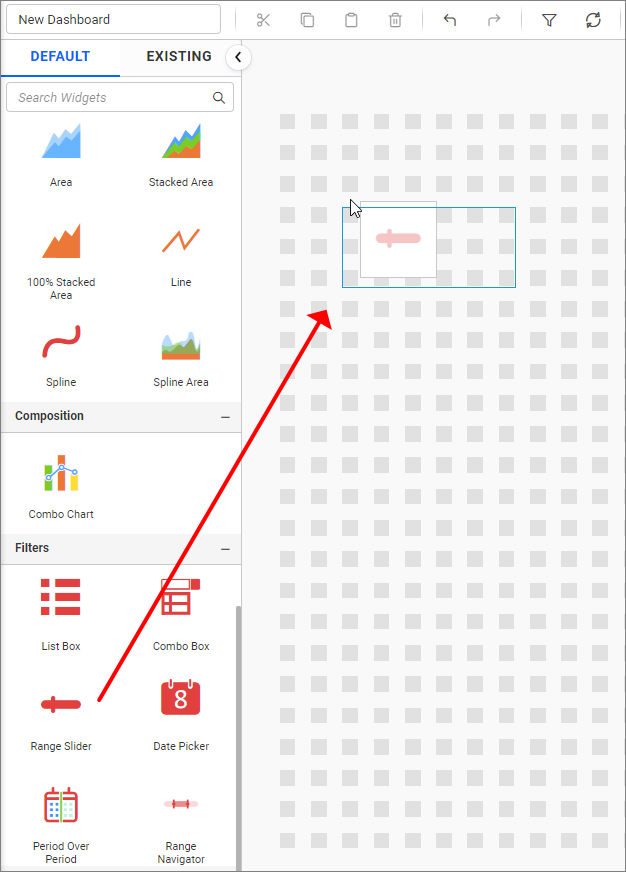 New Dashboard
DEFAULT
EXISTING
Search Widgets
Area
Stacked Area
100% Stacked
Area
Line
Spline
Spline Area
Composition
Combo Chart
Filters
List Box
Combo Box
8
Range Slider
Date Picker
Period Over
Period
Range
Navigator